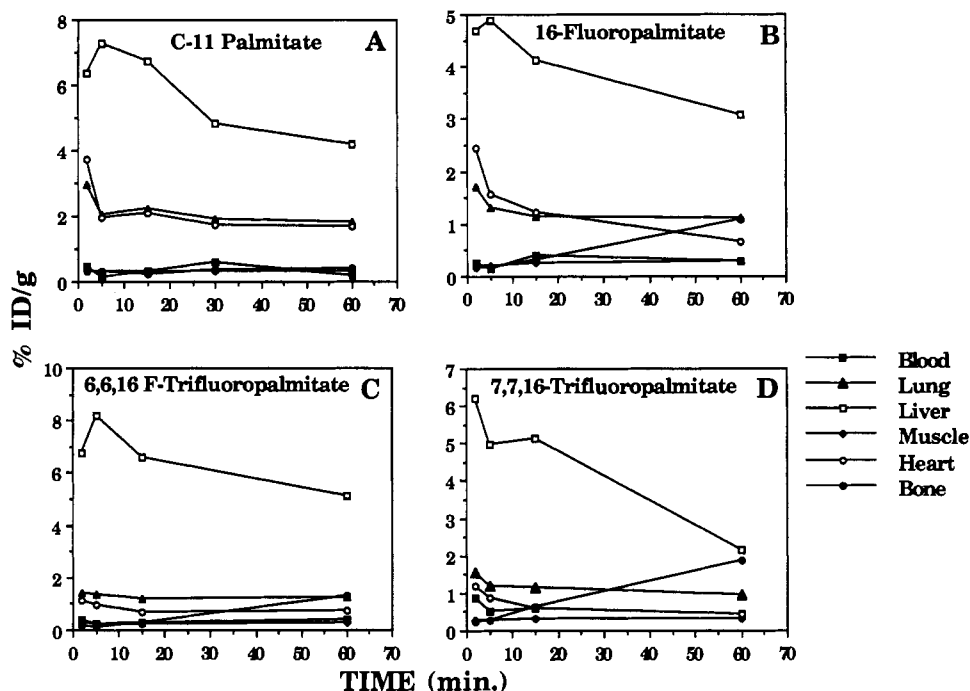 C-11 Palmitate
A
8
6
4
2
0
0 10 20 30 40 50 60 70
16-Fluoropalmitate
B
5
4
3
2
1
0
0 10 20 30 40 50 60 70
% ID/g
6,6,16 F-Trifluoropalmitate
C
10
8
6
4
2
0
0 10 20 30 40 50 60 70
7,7,16-Trifluoropalmitate
D
7
6
5
4
3
2
1
0
0 10 20 30 40 50 60 70
TIME (min.)
Blood
Lung
Liver
Muscle
Heart
Bone